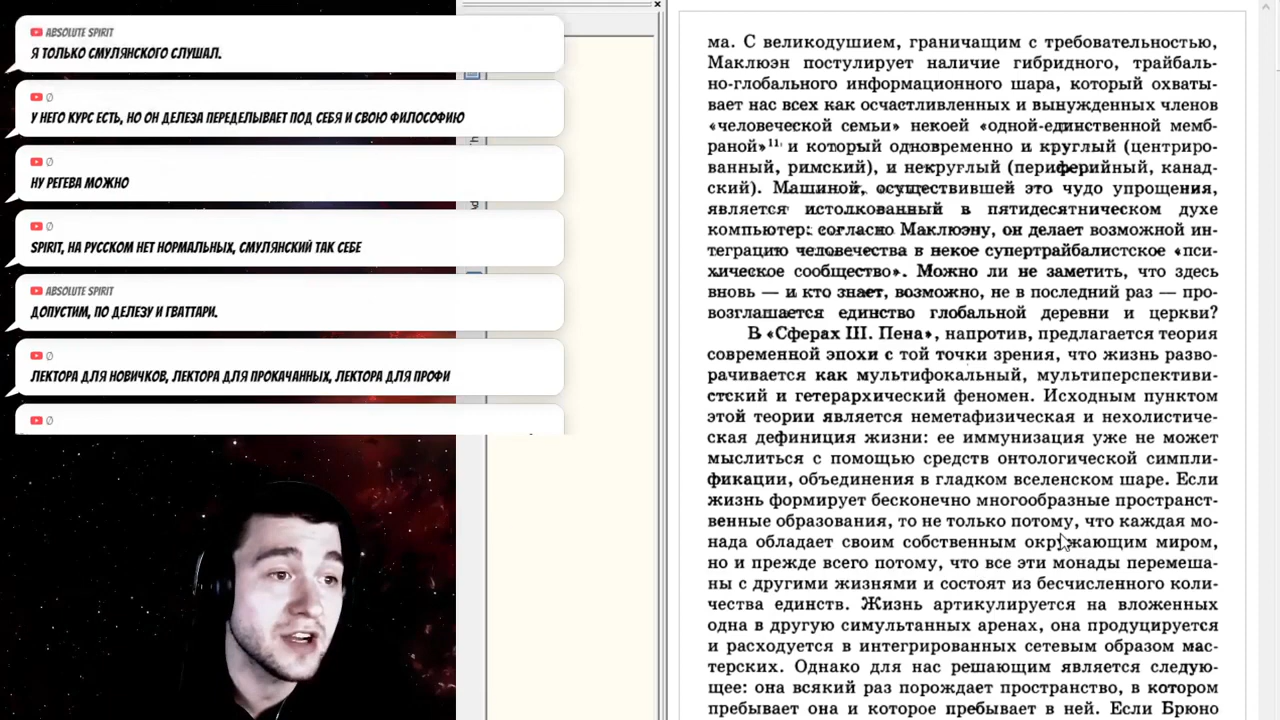 ABSOLUTE SPIRIT
Я ТОЛЬКО СМУЛЯНСКОГО СЛУШАЛ.
Ø
У НЕГО КУРС ЕСТЬ, НО ОН ДЕЛЕЗА ПЕРЕДЕЛЫВАЕТ ПОД СЕБЯ И СВОЮ ФИЛОСОФИЮ
Ø
НУ РЕГЕВА МОЖНО
Ø
SPIRIT, НА РУССКОМ НЕТ НОРМАЛЬНЫХ, СМУЛЯНСКИЙ ТАК СЕБЕ
ABSOLUTE SPIRIT
ДОПУСТИМ, ПО ДЕЛЕЗУ И ГВАТТАРИ.
Ø
ЛЕКТОРА ДЛЯ НОВИЧКОВ, ЛЕКТОРА ДЛЯ ПРОКАЧАННЫХ, ЛЕКТОРА ДЛЯ ПРОФИ
Ø
ма. С великодушием, граничащим с требовательностью,
Маклюэн постулирует наличие гибридного, трайбаль-
но-глобального информационного шара, который охваты-
вает нас всех как осчастливленных и вынужденных членов
«человеческой семьи» некоей «одной-единственной мемб-
раной»11 и который одновременно и круглый (центриро-
ванный, римский), и некруглый (периферийный, канад-
ский). Машиной, осуществившей это чудо упрощения,
является истолкованный в пятидесятническом духе
компьютер: согласно Маклюэну, он делает возможной ин-
теграцию человечества в некое супертрайбалистское «пси-
хическое сообщество». Можно ли не заметить, что здесь
вновь — и кто знает, возможно, не в последний раз — про-
возглашается единство глобальной деревни и церкви?
В «Сферах III. Пена», напротив, предлагается теория
современной эпохи с той точки зрения, что жизнь разво-
рачивается как мультифокальный, мультиперспективи-
стский и гетерархический феномен. Исходным пунктом
этой теории является неметафизическая и нехолистиче-
ская дефиниция жизни: ее иммунизация уже не может
мыслиться с помощью средств онтологической симпли-
фикации, объединения в гладком вселенском шаре. Если
жизнь формирует бесконечно многообразные пространст-
венные образования, то не только потому, что каждая мо-
нада обладает своим собственным окружающим миром,
но и прежде всего потому, что все эти монады перемеша-
ны с другими жизнями и состоят из бесчисленного коли-
чества единств. Жизнь артикулируется на вложенных
одна в другую симультанных аренах, она продуцируется
и расходуется в интегрированных сетевым образом мас-
терских. Однако для нас решающим является следую-
щее: она всякий раз порождает пространство, в котором
пребывает она и которое пребывает в ней. Если Брюно